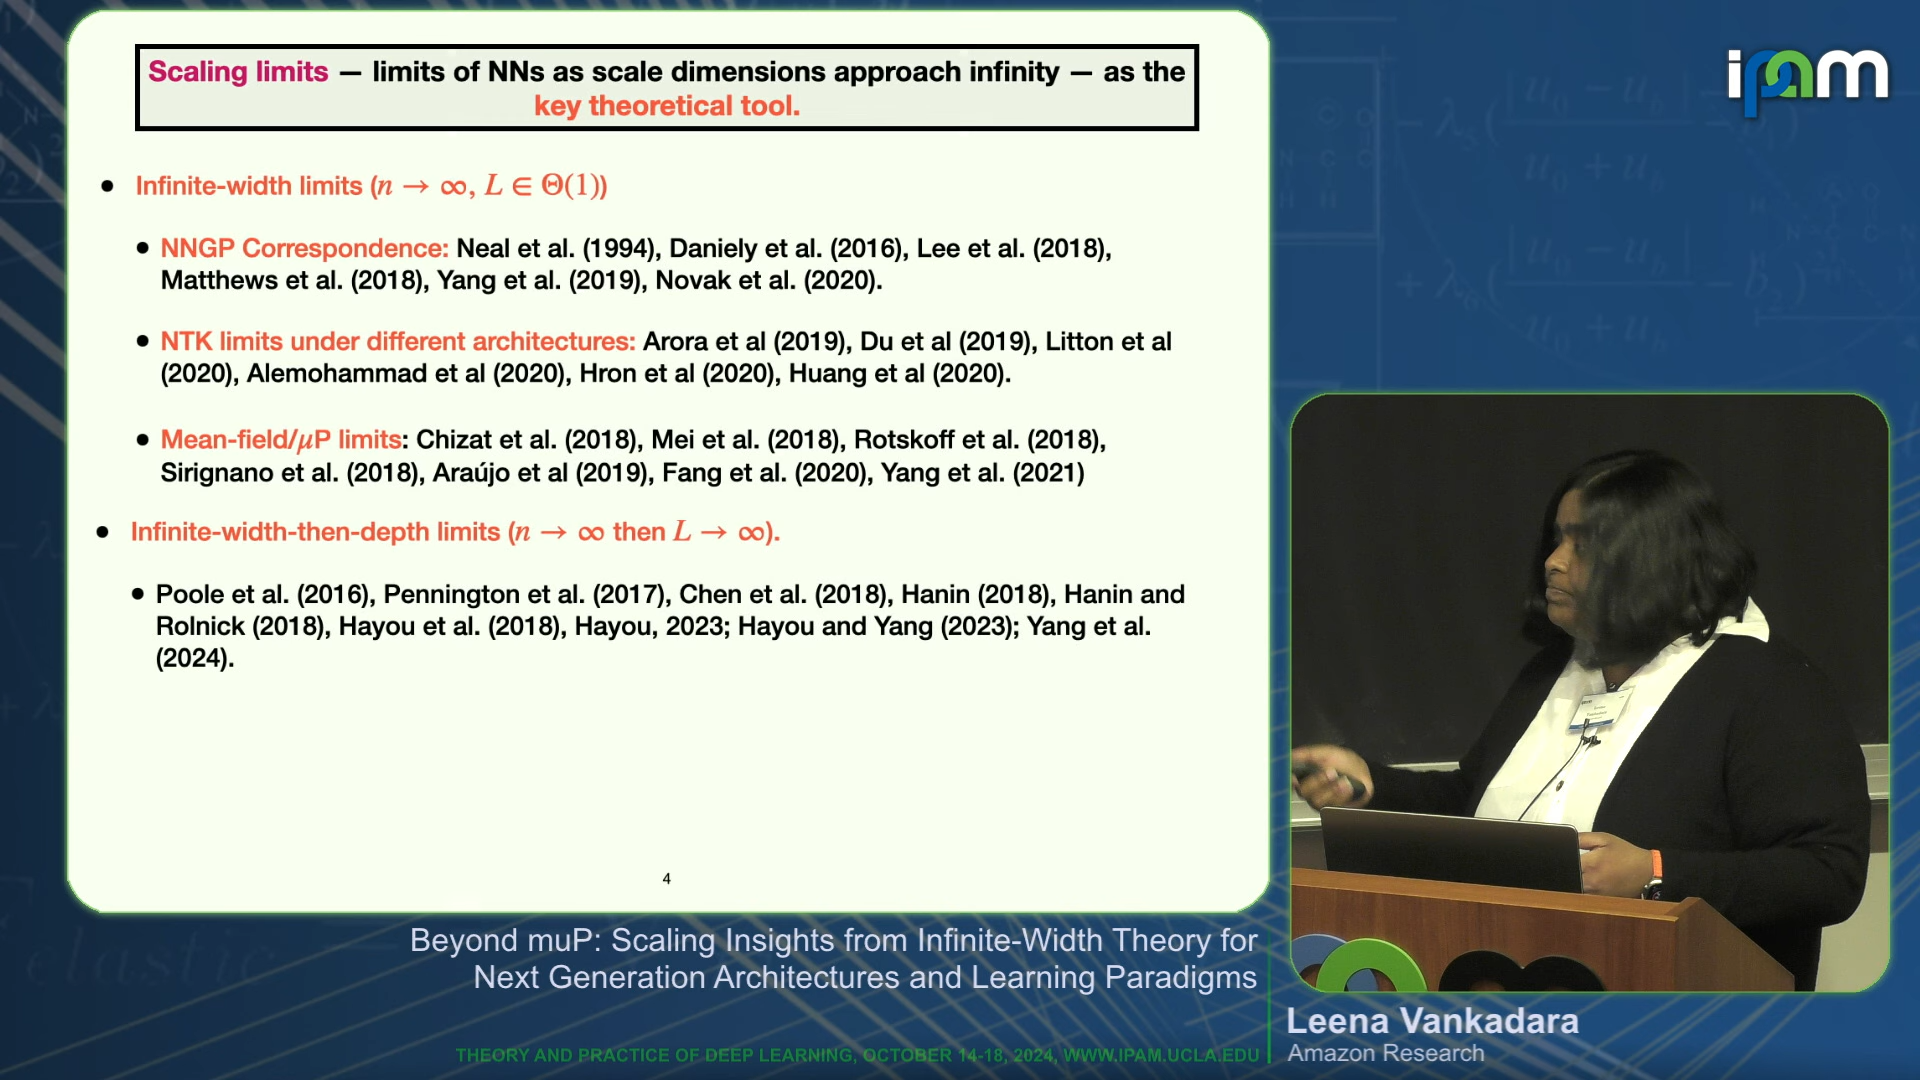 Scaling limits — limits of NNs as scale dimensions approach infinity — as the
key theoretical tool.
● Infinite-width limits (n → ∞, L ∈ Θ(1))
● NNGP Correspondence: Neal et al. (1994), Daniely et al. (2016), Lee et al. (2018),
Matthews et al. (2018), Yang et al. (2019), Novak et al. (2020).
● NTK limits under different architectures: Arora et al (2019), Du et al (2019), Litton et al
(2020), Alemohammad et al (2020), Hron et al (2020), Huang et al (2020).
● Mean-field/μP limits: Chizat et al. (2018), Mei et al. (2018), Rotskoff et al. (2018),
Sirignano et al. (2018), Araújo et al (2019), Fang et al. (2020), Yang et al. (2021)
● Infinite-width-then-depth limits (n → ∞ then L → ∞).
● Poole et al. (2016), Pennington et al. (2017), Chen et al. (2018), Hanin (2018), Hanin and
Rolnick (2018), Hayou et al. (2018), Hayou, 2023; Hayou and Yang (2023); Yang et al.
(2024).
4
ipam
Beyond muP: Scaling Insights from Infinite-Width Theory for
Next Generation Architectures and Learning Paradigms
THEORY AND PRACTICE OF DEEP LEARNING, OCTOBER 14-18, 2024, WWW.IPAM.UCLA.EDU
Leena Vankadara
Amazon Research
elastic